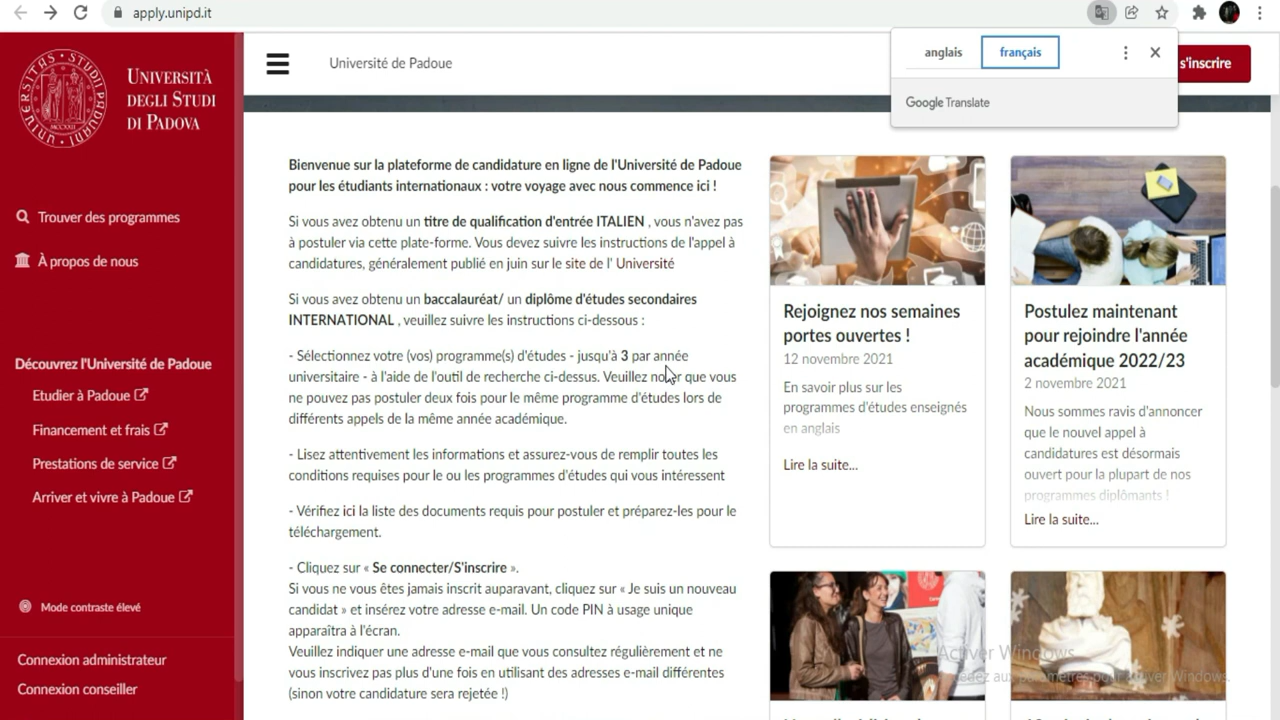 apply.unipd.it
UNIVERSITÀ
DEGLI STUDI
DI PADOVA
Trouver des programmes
À propos de nous
Découvrez l'Université de Padoue
Etudier à Padoue
Financement et frais
Prestations de service
Arriver et vivre à Padoue
Mode contraste élevé
Connexion administrateur
Connexion conseiller
Université de Padoue
anglais
français
Google Translate
s'inscrire
Bienvenue sur la plateforme de candidature en ligne de l'Université de Padoue
pour les étudiants internationaux : votre voyage avec nous commence ici !
Si vous avez obtenu un titre de qualification d'entrée ITALIEN , vous n'avez pas
à postuler via cette plate-forme. Vous devez suivre les instructions de l'appel à
candidatures, généralement publié en juin sur le site de l' Université
Si vous avez obtenu un baccalauréat/ un diplôme d'études secondaires
INTERNATIONAL , veuillez suivre les instructions ci-dessous :
- Sélectionnez votre (vos) programme(s) d'études - jusqu'à 3 par année
universitaire - à l'aide de l'outil de recherche ci-dessus. Veuillez noter que vous
ne pouvez pas postuler deux fois pour le même programme d'études lors de
différents appels de la même année académique.
- Lisez attentivement les informations et assurez-vous de remplir toutes les
conditions requises pour le ou les programmes d'études qui vous intéressent
- Vérifiez ici la liste des documents requis pour postuler et préparez-les pour le
téléchargement.
- Cliquez sur « Se connecter/S'inscrire ».
Si vous ne vous êtes jamais inscrit auparavant, cliquez sur « Je suis un nouveau
candidat » et insérez votre adresse e-mail. Un code PIN à usage unique
apparaîtra à l'écran.
Veuillez indiquer une adresse e-mail que vous consultez régulièrement et ne
vous inscrivez pas plus d'une fois en utilisant des adresses e-mail différentes
(sinon votre candidature sera rejetée !)
Rejoignez nos semaines
portes ouvertes !
12 novembre 2021
En savoir plus sur les
programmes d'études enseignés
en anglais
Lire la suite...
Postulez maintenant
pour rejoindre l'année
académique 2022/23
2 novembre 2021
Nous sommes ravis d'annoncer
que le nouvel appel à
candidatures est désormais
ouvert pour la plupart de nos
programmes diplômants !
Lire la suite...
Activer Windows
aux paramètres pour activer Windows.